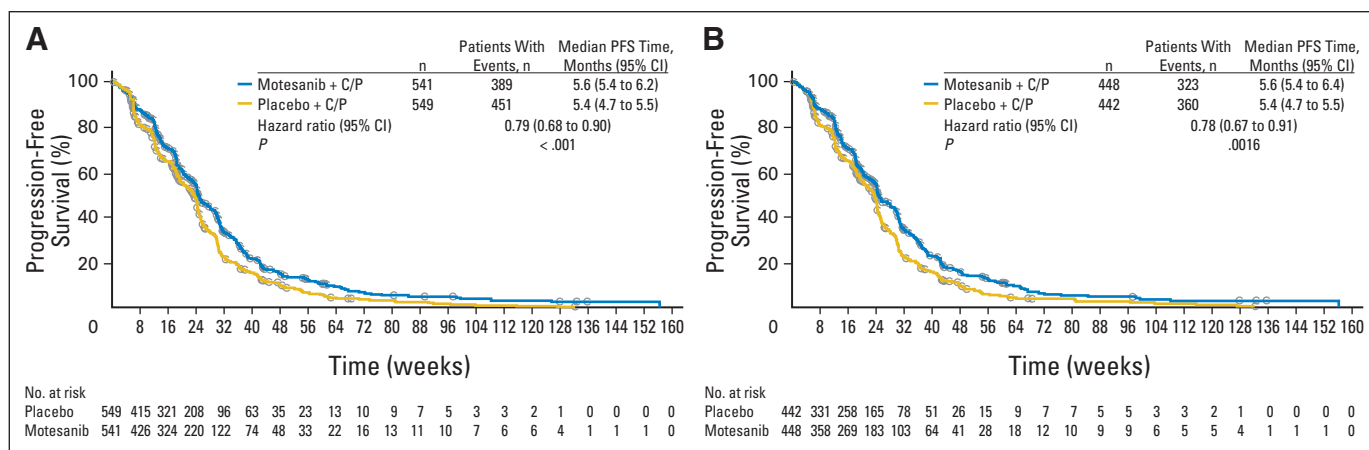 A
Patients With Median PFS Time,
n Events, n Months (95% CI)
Motesanib + C/P 541 389 5.6 (5.4 to 6.2)
Placebo + C/P 549 451 5.4 (4.7 to 5.5)
Hazard ratio (95% CI) 0.79 (0.68 to 0.90)
P < .001
Progression-Free
Survival (%)
100
80
60
40
20
0 8 16 24 32 40 48 56 64 72 80 88 96 104 112 120 128 136 144 152 160
Time (weeks)
No. at risk
Placebo 549 415 321 208 96 63 35 23 13 10 9 7 5 3 3 2 1 0 0 0 0
Motesanib 541 426 324 220 122 74 48 33 22 16 13 11 10 7 6 6 4 1 1 1 0
B
Patients With Median PFS Time,
n Events, n Months (95% CI)
Motesanib + C/P 448 323 5.6 (5.4 to 6.4)
Placebo + C/P 442 360 5.4 (4.7 to 5.5)
Hazard ratio (95% CI) 0.78 (0.67 to 0.91)
P .0016
Progression-Free
Survival (%)
100
80
60
40
20
0 8 16 24 32 40 48 56 64 72 80 88 96 104 112 120 128 136 144 152 160
Time (weeks)
No. at risk
Placebo 442 331 258 165 78 51 26 15 9 7 7 5 5 3 3 2 1 0 0 0 0
Motesanib 448 358 269 183 103 64 41 28 18 12 10 9 9 6 5 5 4 1 1 1 0